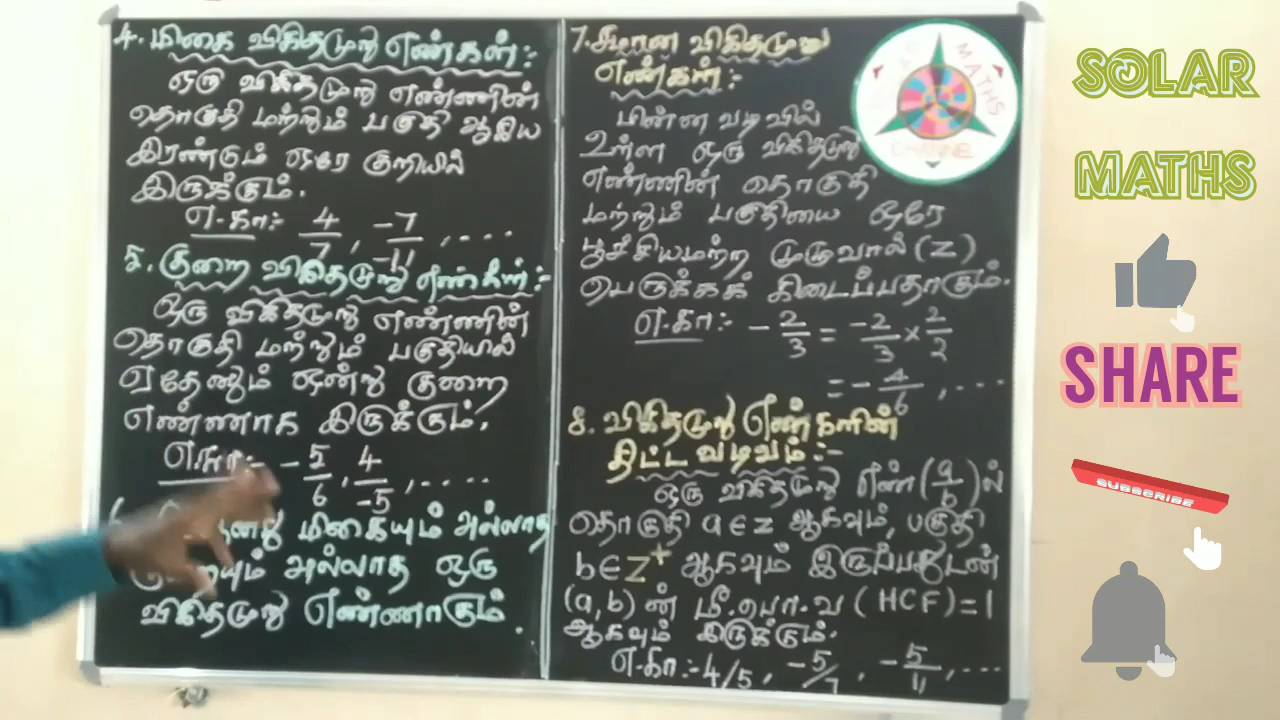 4. மிகை விகிதமுறு எண்கள் :-
ஒரு விகிதமுறு எண்ணின்
தொகுதி மற்றும் பகுதி ஆகிய
இரண்டும் ஒரே குறியில்
இருக்கும்.
எ.கா:- 4/7, -7/-11, ....
5. குறை விகிதமுறு எண்கள் :-
ஒரு விகிதமுறு எண்ணின்
தொகுதி மற்றும் பகுதியில்
ஏதேனும் ஒன்று குறை
எண்ணாக இருக்கும்.
எ.கா:- -5/6, 4/-5, .....
மிகையும் அல்லாத
அல்லாத ஒரு
விகிதமுறு எண்ணாகும்.
7. சமான விகிதமுறு
எண்கள் :-
பின்ன வடிவில்
உள்ள ஒரு விகிதமுறு
எண்ணின் தொகுதி
மற்றும் பகுதியை ஒரே
பூச்சியமற்ற முழுவால் (Z)
பெருக்கக் கிடைப்பதாகும்.
எ.கா:- -2/3 = -2/3 × 2/2
= -4/6, ....
8. விகிதமுறு எண்களின்
திட்ட வடிவம் :-
ஒரு விகிதமுறு எண் (a/b) ல்
தொகுதி a∈z ஆகவும், பகுதி
b∈Z⁺ ஆகவும் இருப்பதுடன்
(a,b) ன் மீ.பொ.வ (HCF)=1
ஆகவும் இருக்கும்.
எ.கா:- 4/5, -5/7, -5/11, ...
MATHS
CHANNEL
SOLAR
MATHS
SHARE
SUBSCRIBE